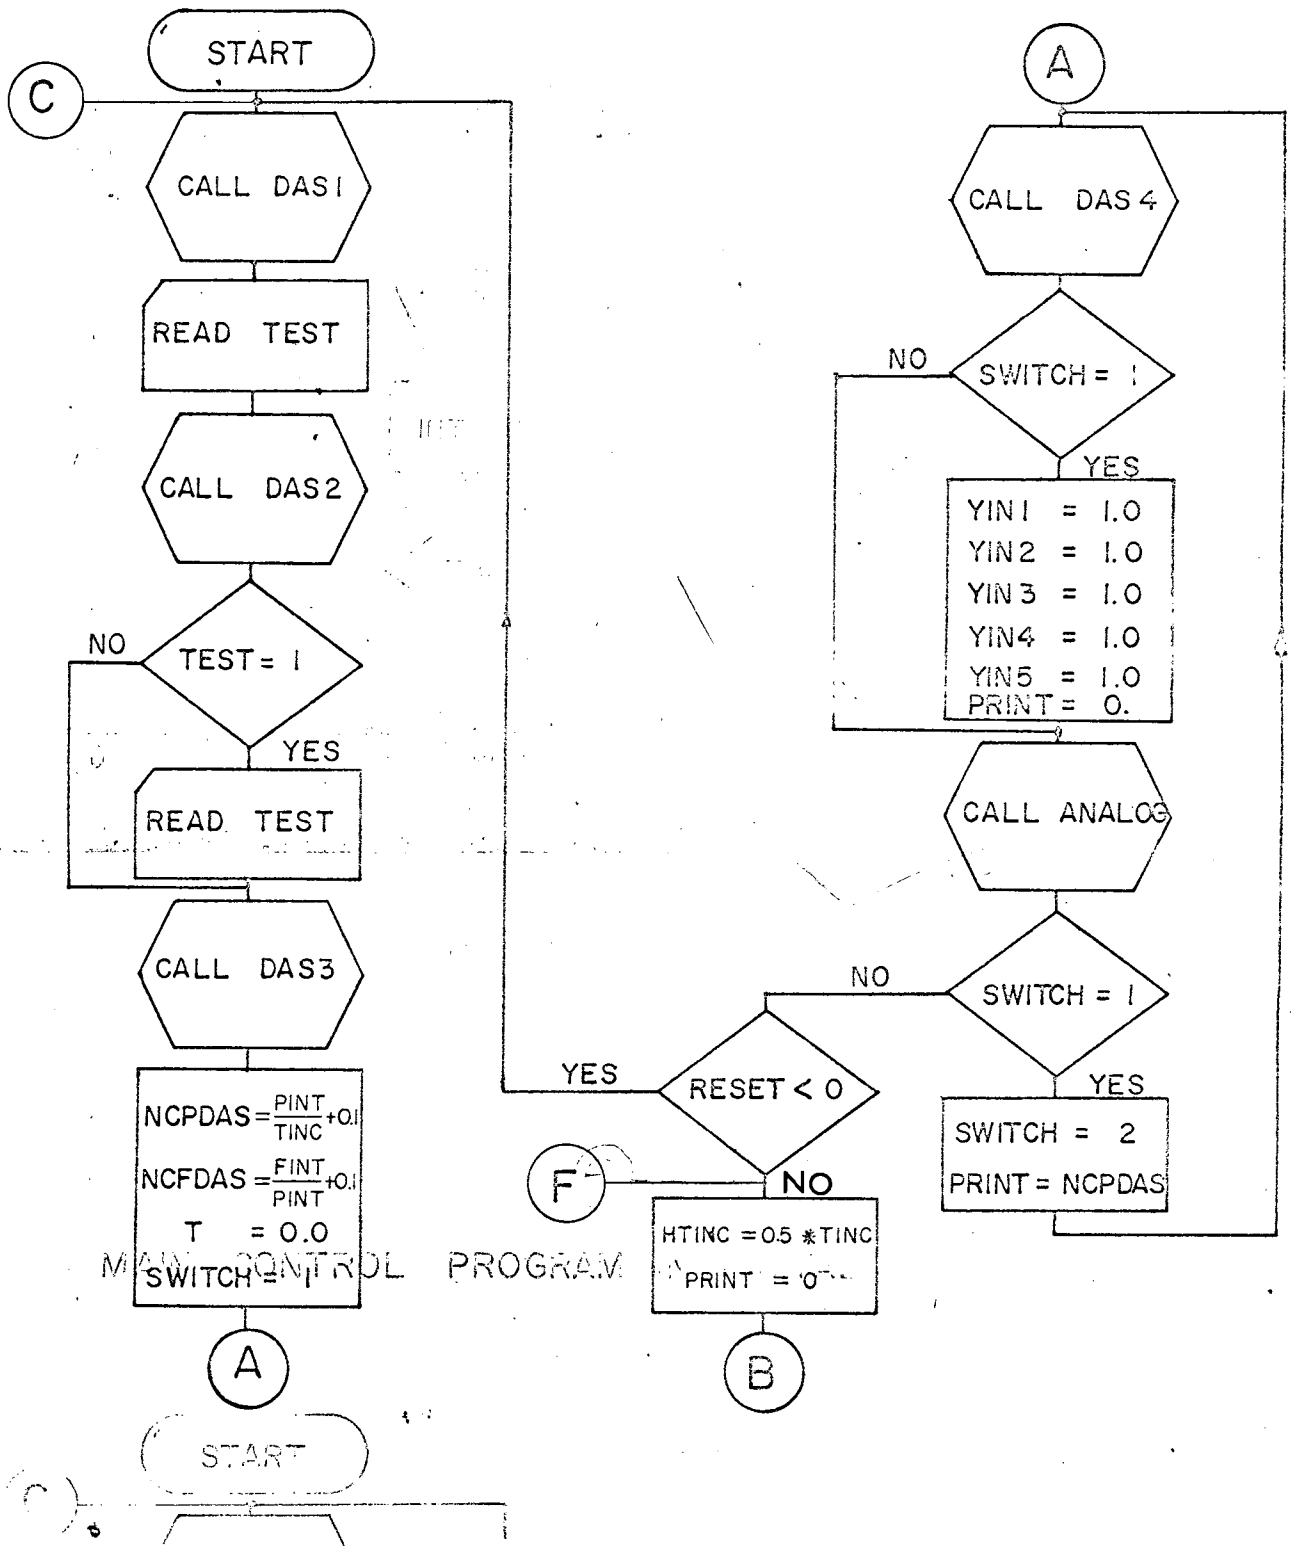 START
C
CALL DAS1
READ TEST
CALL DAS2
NO
TEST = 1
YES
READ TEST
CALL DAS3
NCPDAS = PINT/TINC + 0.1
NCFDAS = FINT/PINT + 0.1
T = 0.0
SWITCH = 1
A
MAIN CONTROL PROGRAM
START
C
A
CALL DAS4
NO
SWITCH = 1
YES
YIN1 = 1.0
YIN2 = 1.0
YIN3 = 1.0
YIN4 = 1.0
YIN5 = 1.0
PRINT = 0.
CALL ANALOG
NO
SWITCH = 1
YES
SWITCH = 2
PRINT = NCPDAS
YES
RESET < 0
F
NO
HTINC = 0.5 * TINC
PRINT = 0
B